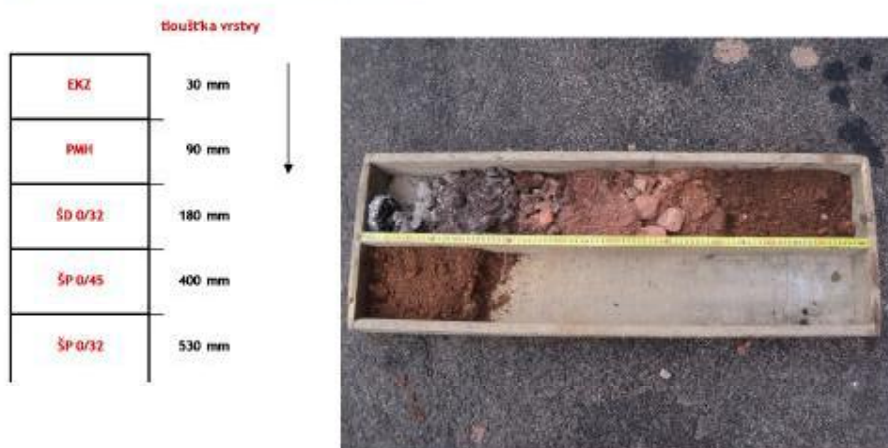 tloušťka vrstvy
EKZ 30 mm
PMH 90 mm
ŠD 0/32 180 mm
ŠP 0/45 400 mm
ŠP 0/32 530 mm